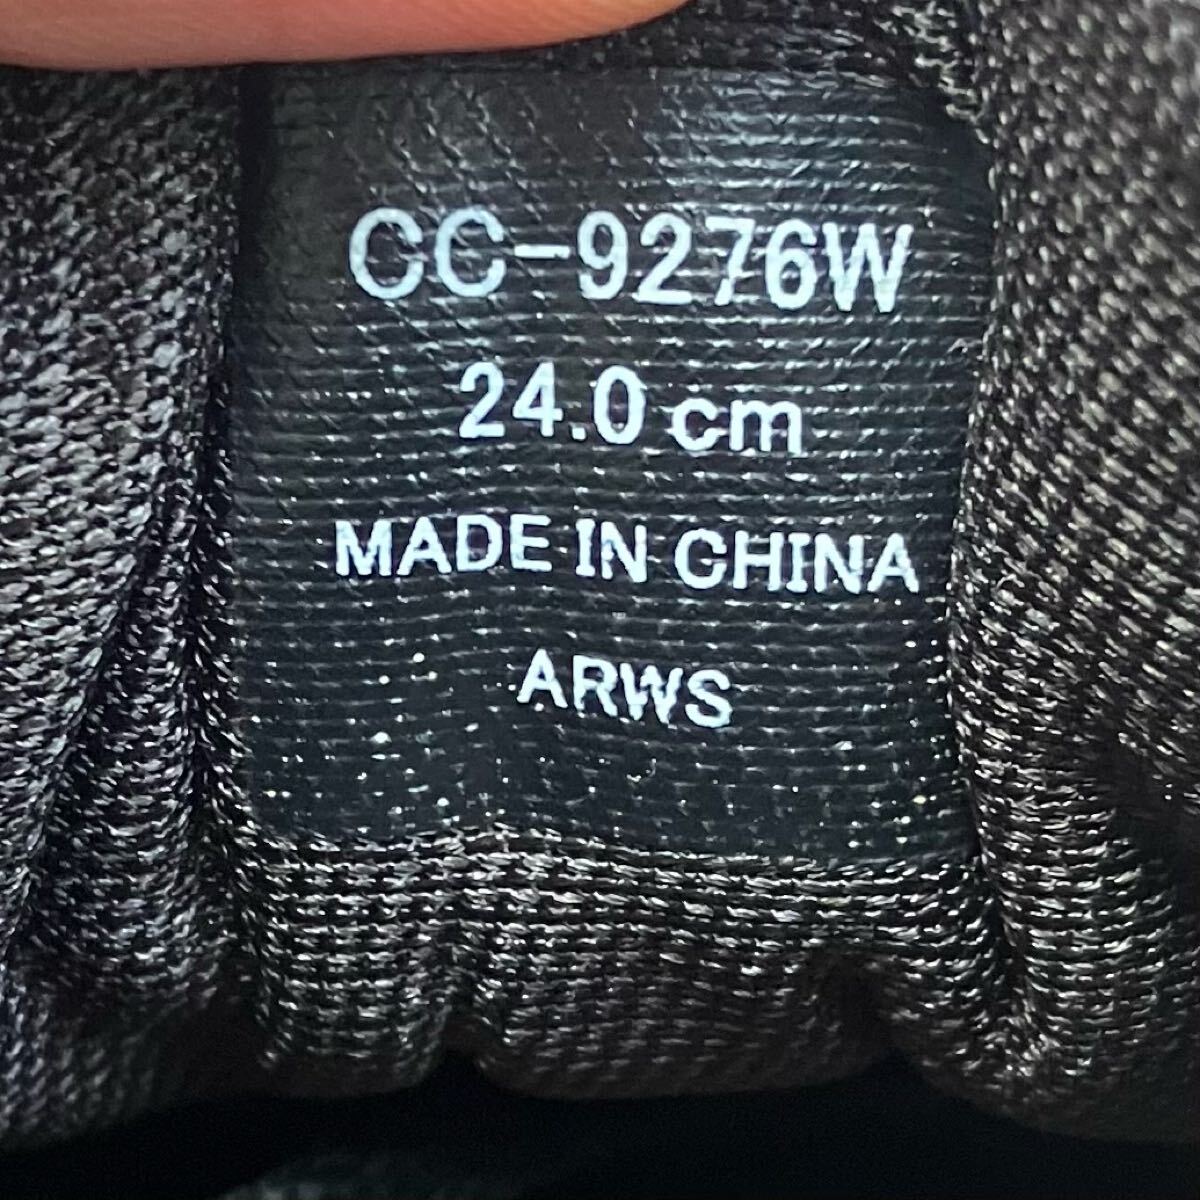 CC-9276W
24.0 cm
MADE IN CHINA
ARWS